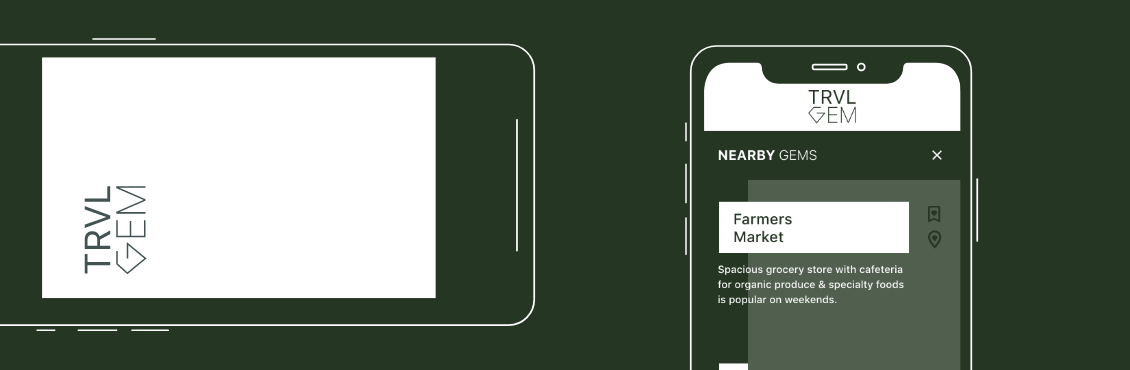 TRVL
GEM
TRVL
GEM
NEARBY GEMS
Farmers
Market
Spacious grocery store with cafeteria
for organic produce & specialty foods
is popular on weekends.